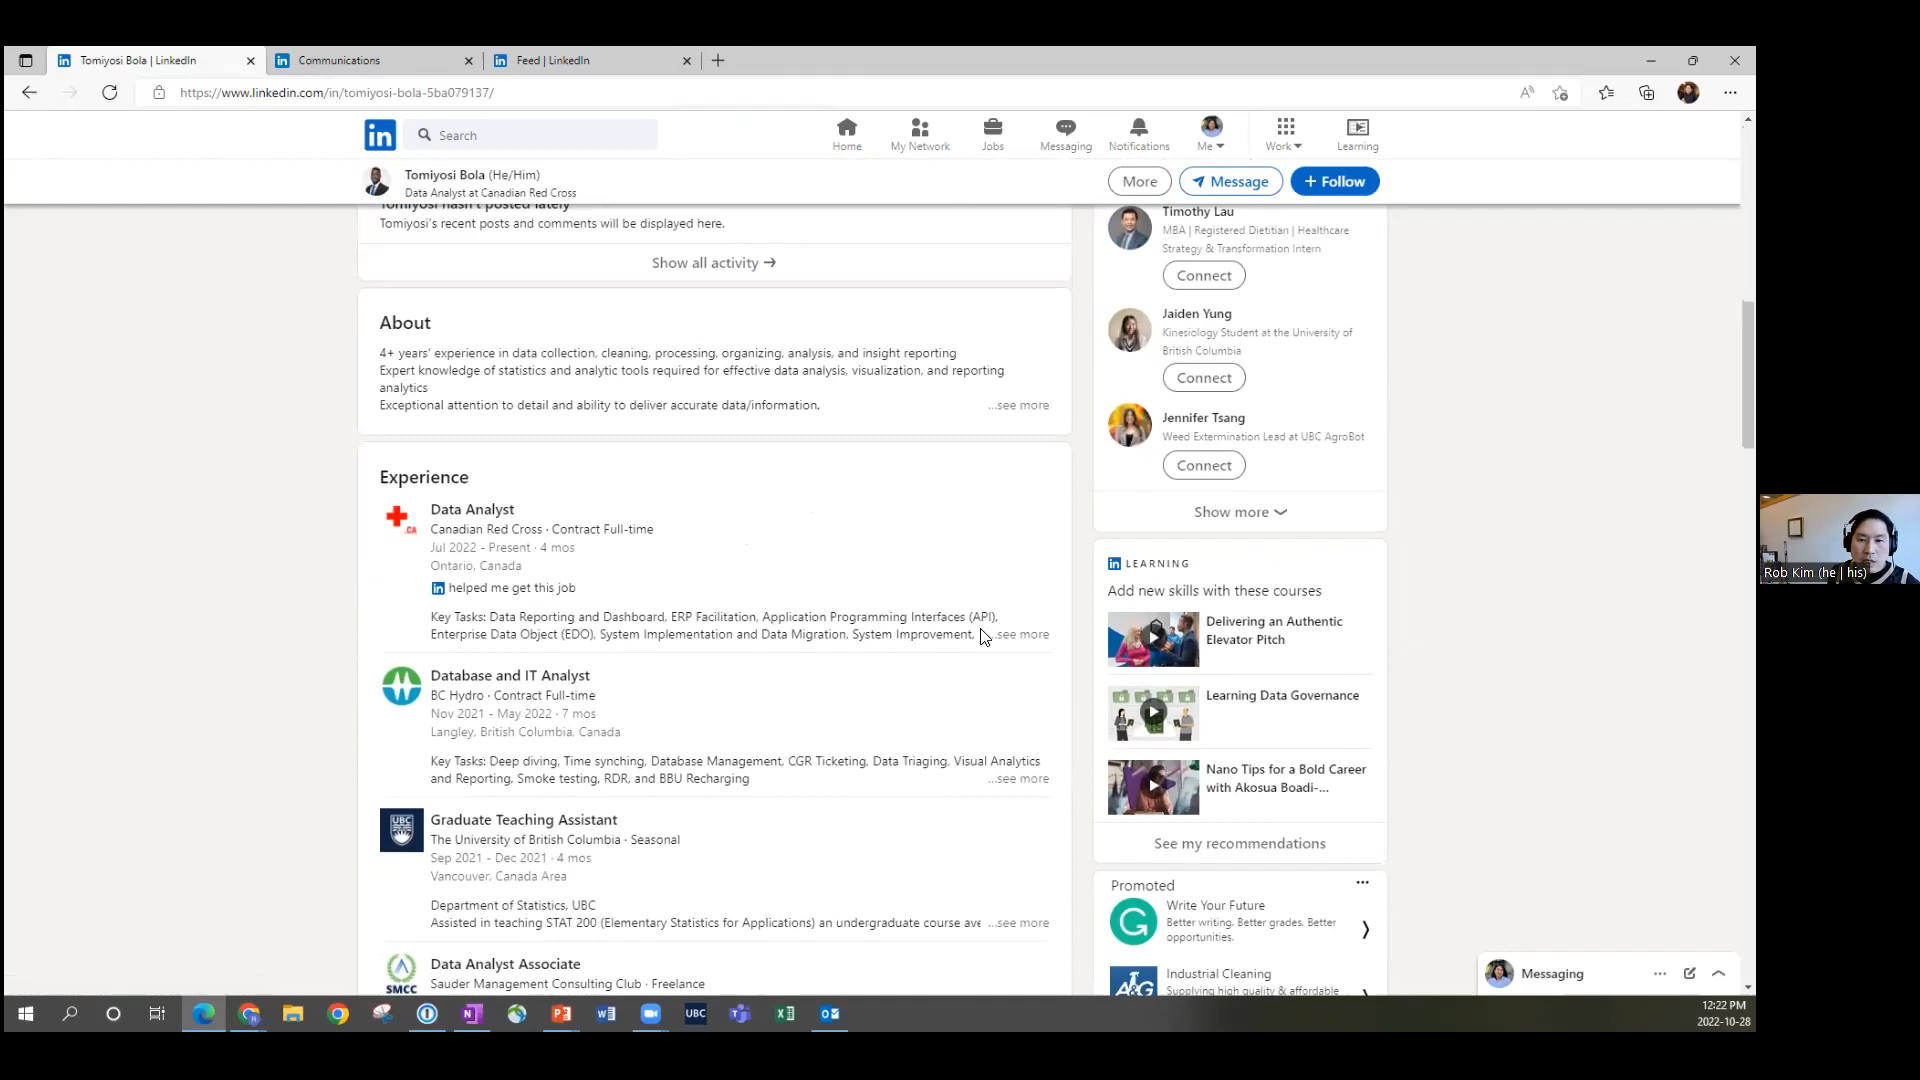 Tomiyosi Bola | LinkedIn
Communications
Feed | LinkedIn
https://www.linkedin.com/in/tomiyosi-bola-5ba079137/
in
Search
Home
My Network
Jobs
Messaging
Notifications
Me
Work
Learning
Tomiyosi Bola (He/Him)
Data Analyst at Canadian Red Cross
More
Message
+ Follow
Tomiyosi hasn't posted lately
Tomiyosi's recent posts and comments will be displayed here.
Show all activity →
About
4+ years' experience in data collection, cleaning, processing, organizing, analysis, and insight reporting
Expert knowledge of statistics and analytic tools required for effective data analysis, visualization, and reporting
analytics
Exceptional attention to detail and ability to deliver accurate data/information.
...see more
Experience
Data Analyst
Canadian Red Cross · Contract Full-time
Jul 2022 - Present · 4 mos
Ontario, Canada
in helped me get this job
Key Tasks: Data Reporting and Dashboard, ERP Facilitation, Application Programming Interfaces (API),
Enterprise Data Object (EDO), System Implementation and Data Migration, System Improvement, ...see more
Database and IT Analyst
BC Hydro · Contract Full-time
Nov 2021 - May 2022 · 7 mos
Langley, British Columbia, Canada
Key Tasks: Deep diving, Time synching, Database Management, CGR Ticketing, Data Triaging, Visual Analytics
and Reporting, Smoke testing, RDR, and BBU Recharging
...see more
UBC
Graduate Teaching Assistant
The University of British Columbia · Seasonal
Sep 2021 - Dec 2021 · 4 mos
Vancouver, Canada Area
Department of Statistics, UBC
Assisted in teaching STAT 200 (Elementary Statistics for Applications) an undergraduate course ave ...see more
SMCC
Data Analyst Associate
Sauder Management Consulting Club · Freelance
Timothy Lau
MBA | Registered Dietitian | Healthcare
Strategy & Transformation Intern
Connect
Jaiden Yung
Kinesiology Student at the University of
British Columbia
Connect
Jennifer Tsang
Weed Extermination Lead at UBC AgroBot
Connect
Show more
in LEARNING
Add new skills with these courses
Delivering an Authentic
Elevator Pitch
Learning Data Governance
Nano Tips for a Bold Career
with Akosua Boadi-...
See my recommendations
Promoted
Write Your Future
Better writing. Better grades. Better
opportunities.
Industrial Cleaning
Supplying high quality & affordable
A&G
Messaging
Rob Kim (he | his)
UBC
12:22 PM
2022-10-28